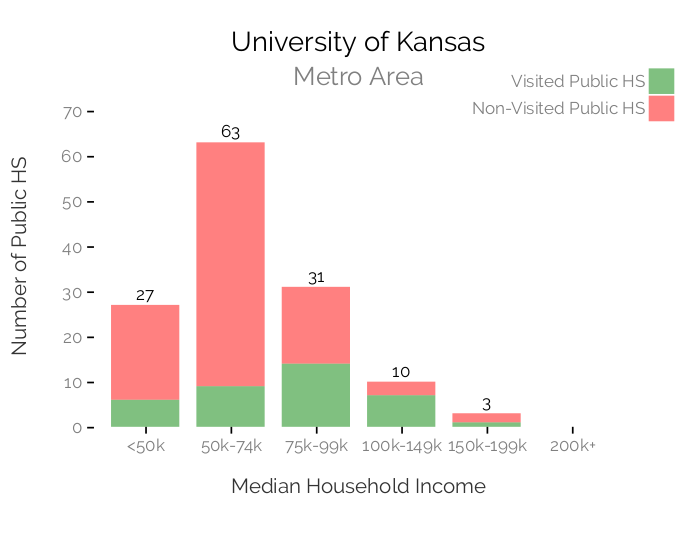 University of Kansas
Metro Area
Visited Public HS
Non-Visited Public HS
Number of Public HS
70
60
50
40
30
20
10
0
27
63
31
10
3
<50k 50k-74k 75k-99k 100k-149k 150k-199k 200k+
Median Household Income